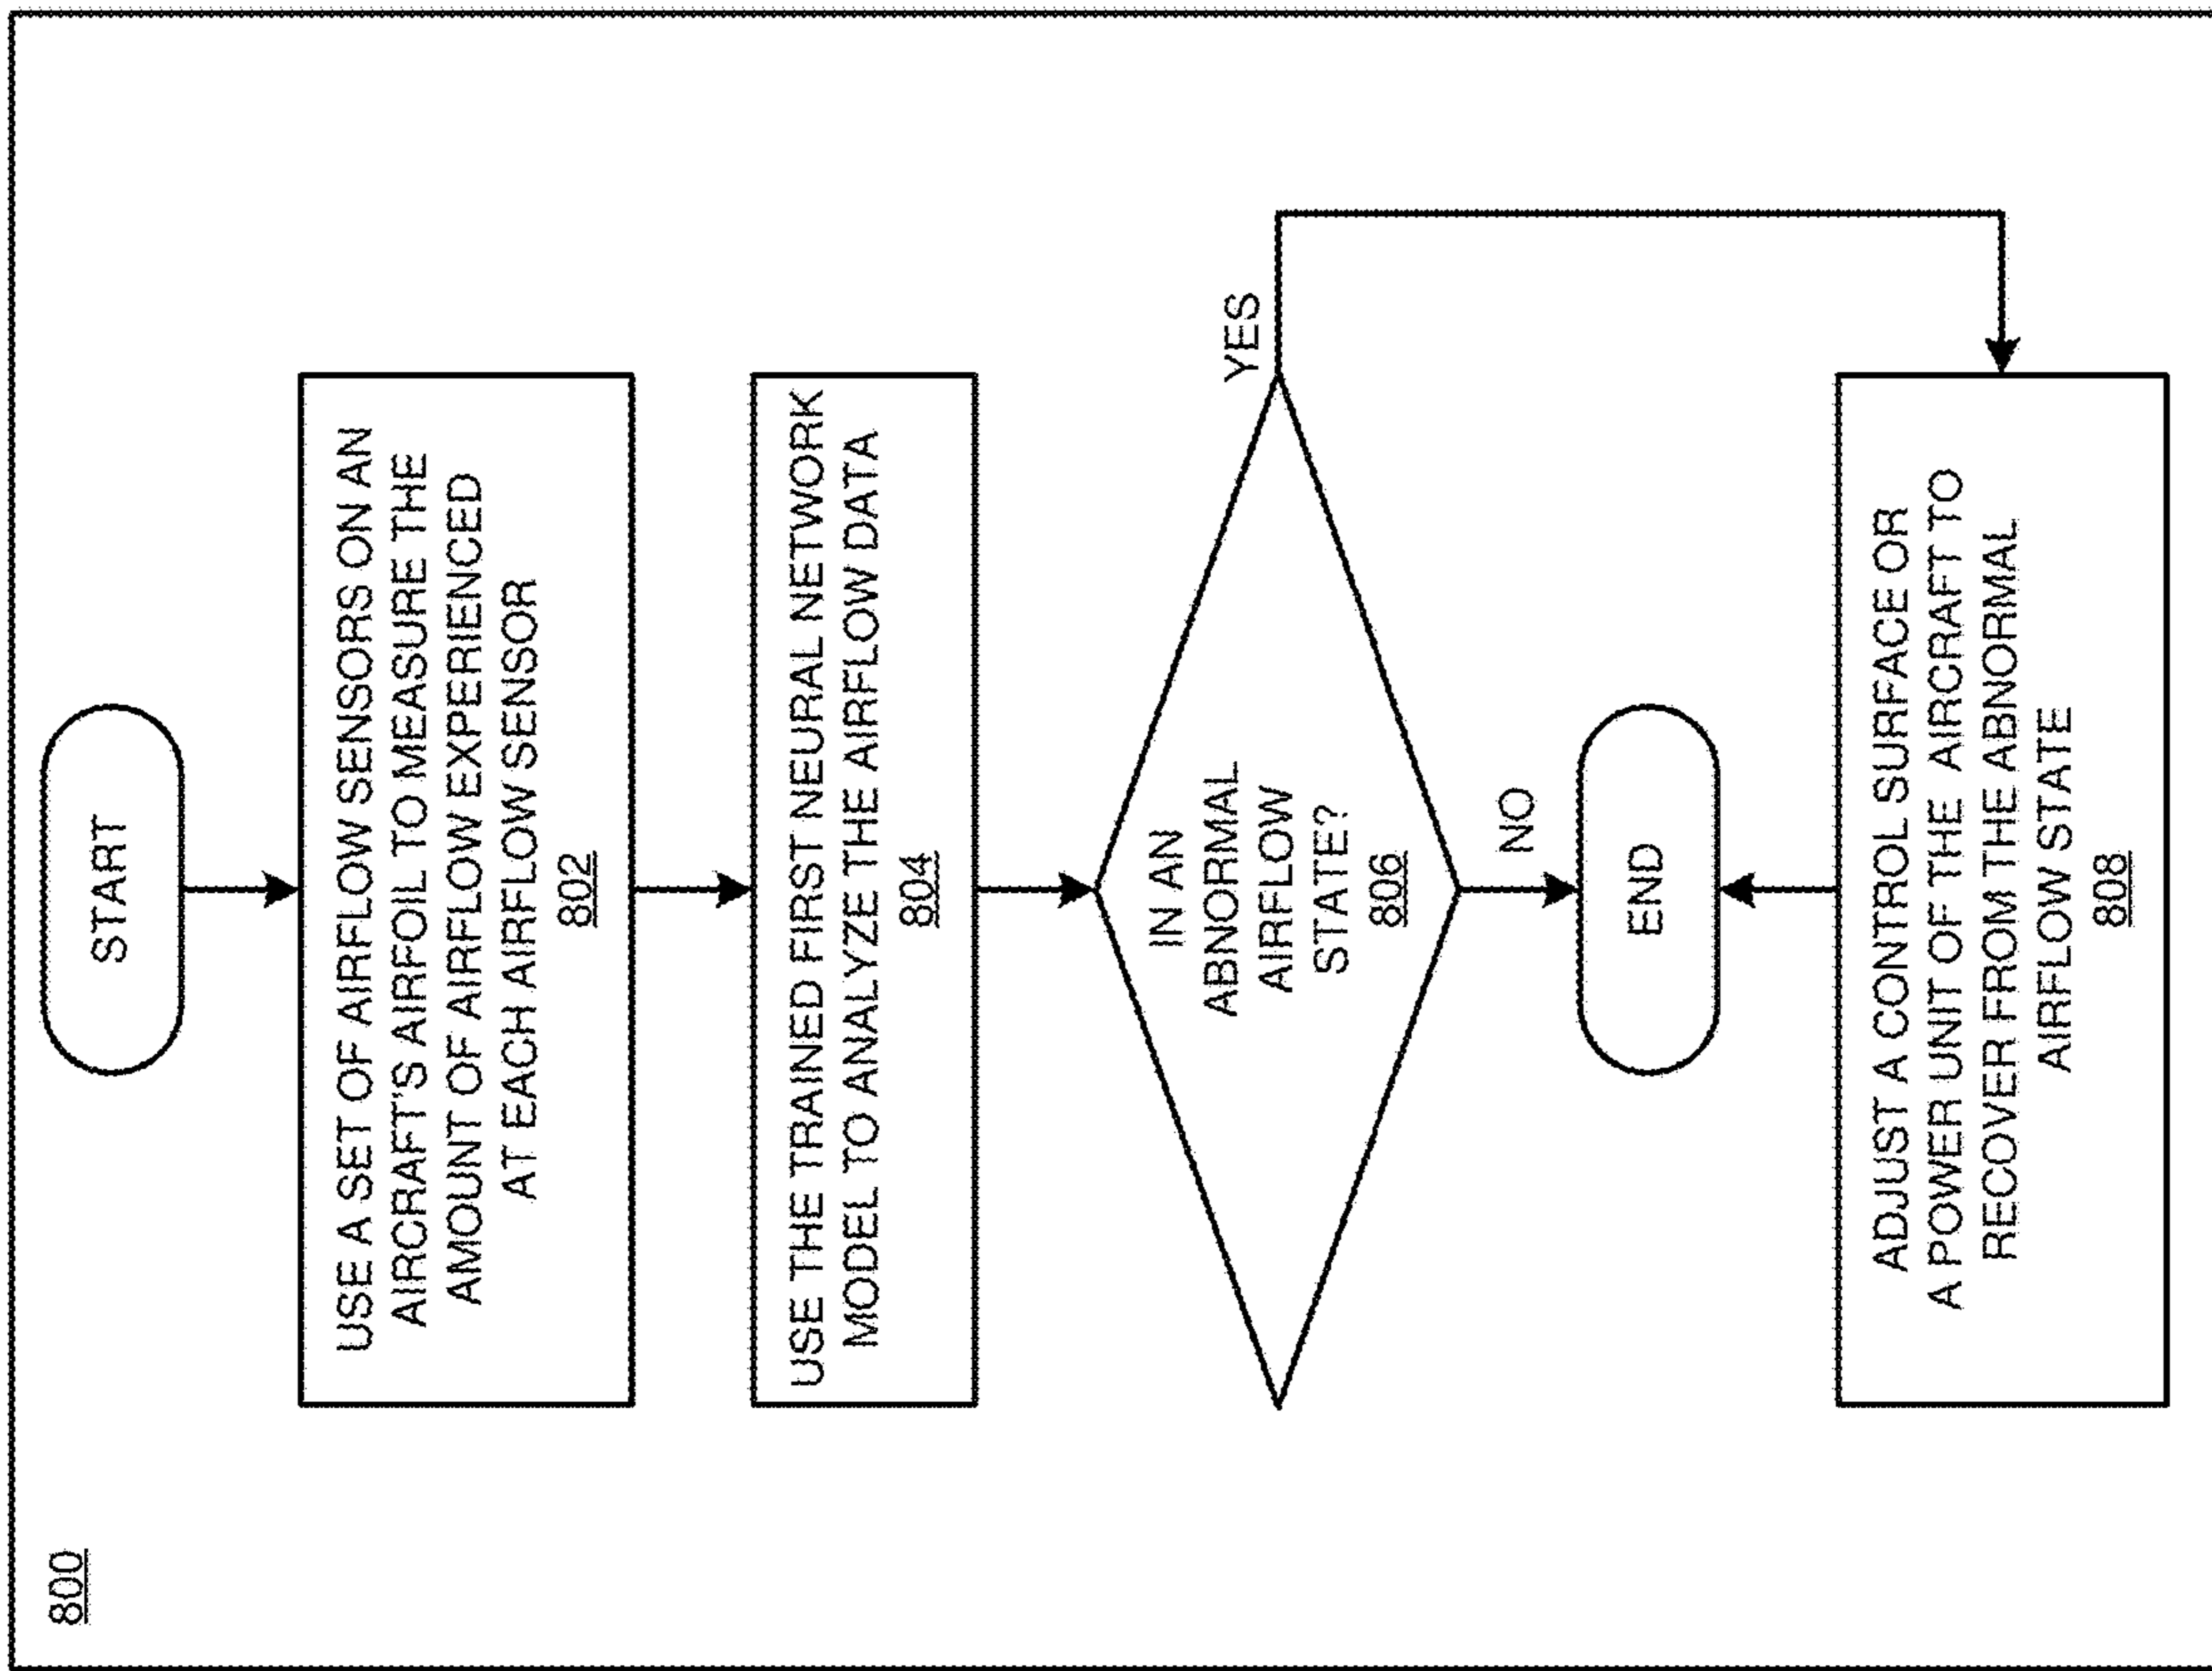 800
START
USE A SET OF AIRFLOW SENSORS ON AN
AIRCRAFT'S AIRFOIL TO MEASURE THE
AMOUNT OF AIRFLOW EXPERIENCED
AT EACH AIRFLOW SENSOR
802
USE THE TRAINED FIRST NEURAL NETWORK
MODEL TO ANALYZE THE AIRFLOW DATA
804
IN AN
ABNORMAL
AIRFLOW
STATE?
806
YES
NO
END
ADJUST A CONTROL SURFACE OR
A POWER UNIT OF THE AIRCRAFT TO
RECOVER FROM THE ABNORMAL
AIRFLOW STATE
808